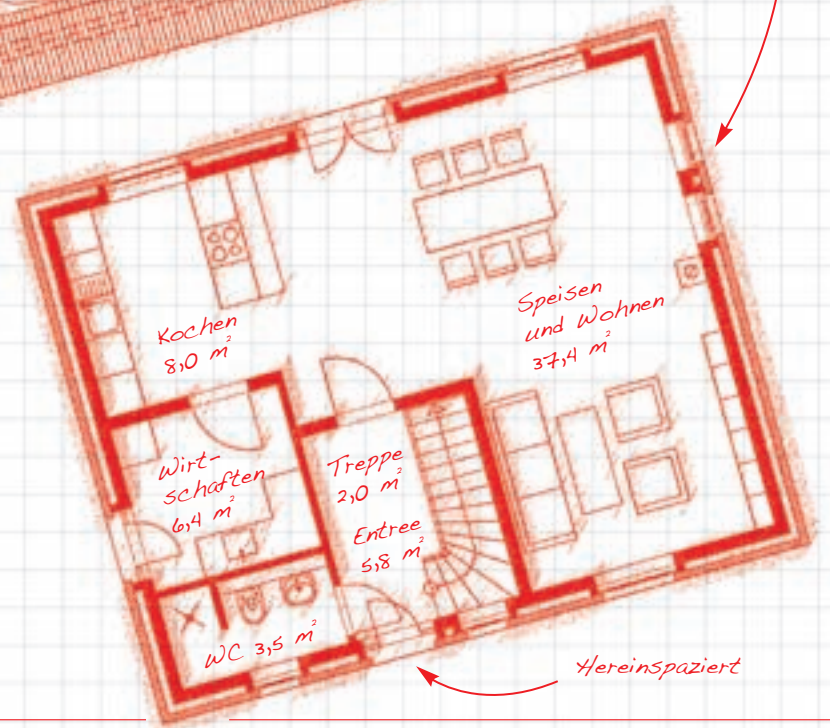 Speisen
und Wohnen
37,4 m²
Kochen
8,0 m²
Wirt-
schaften
6,4 m²
Treppe
2,0 m²
Entree
5,8 m²
WC 3,5 m²
Hereinspaziert